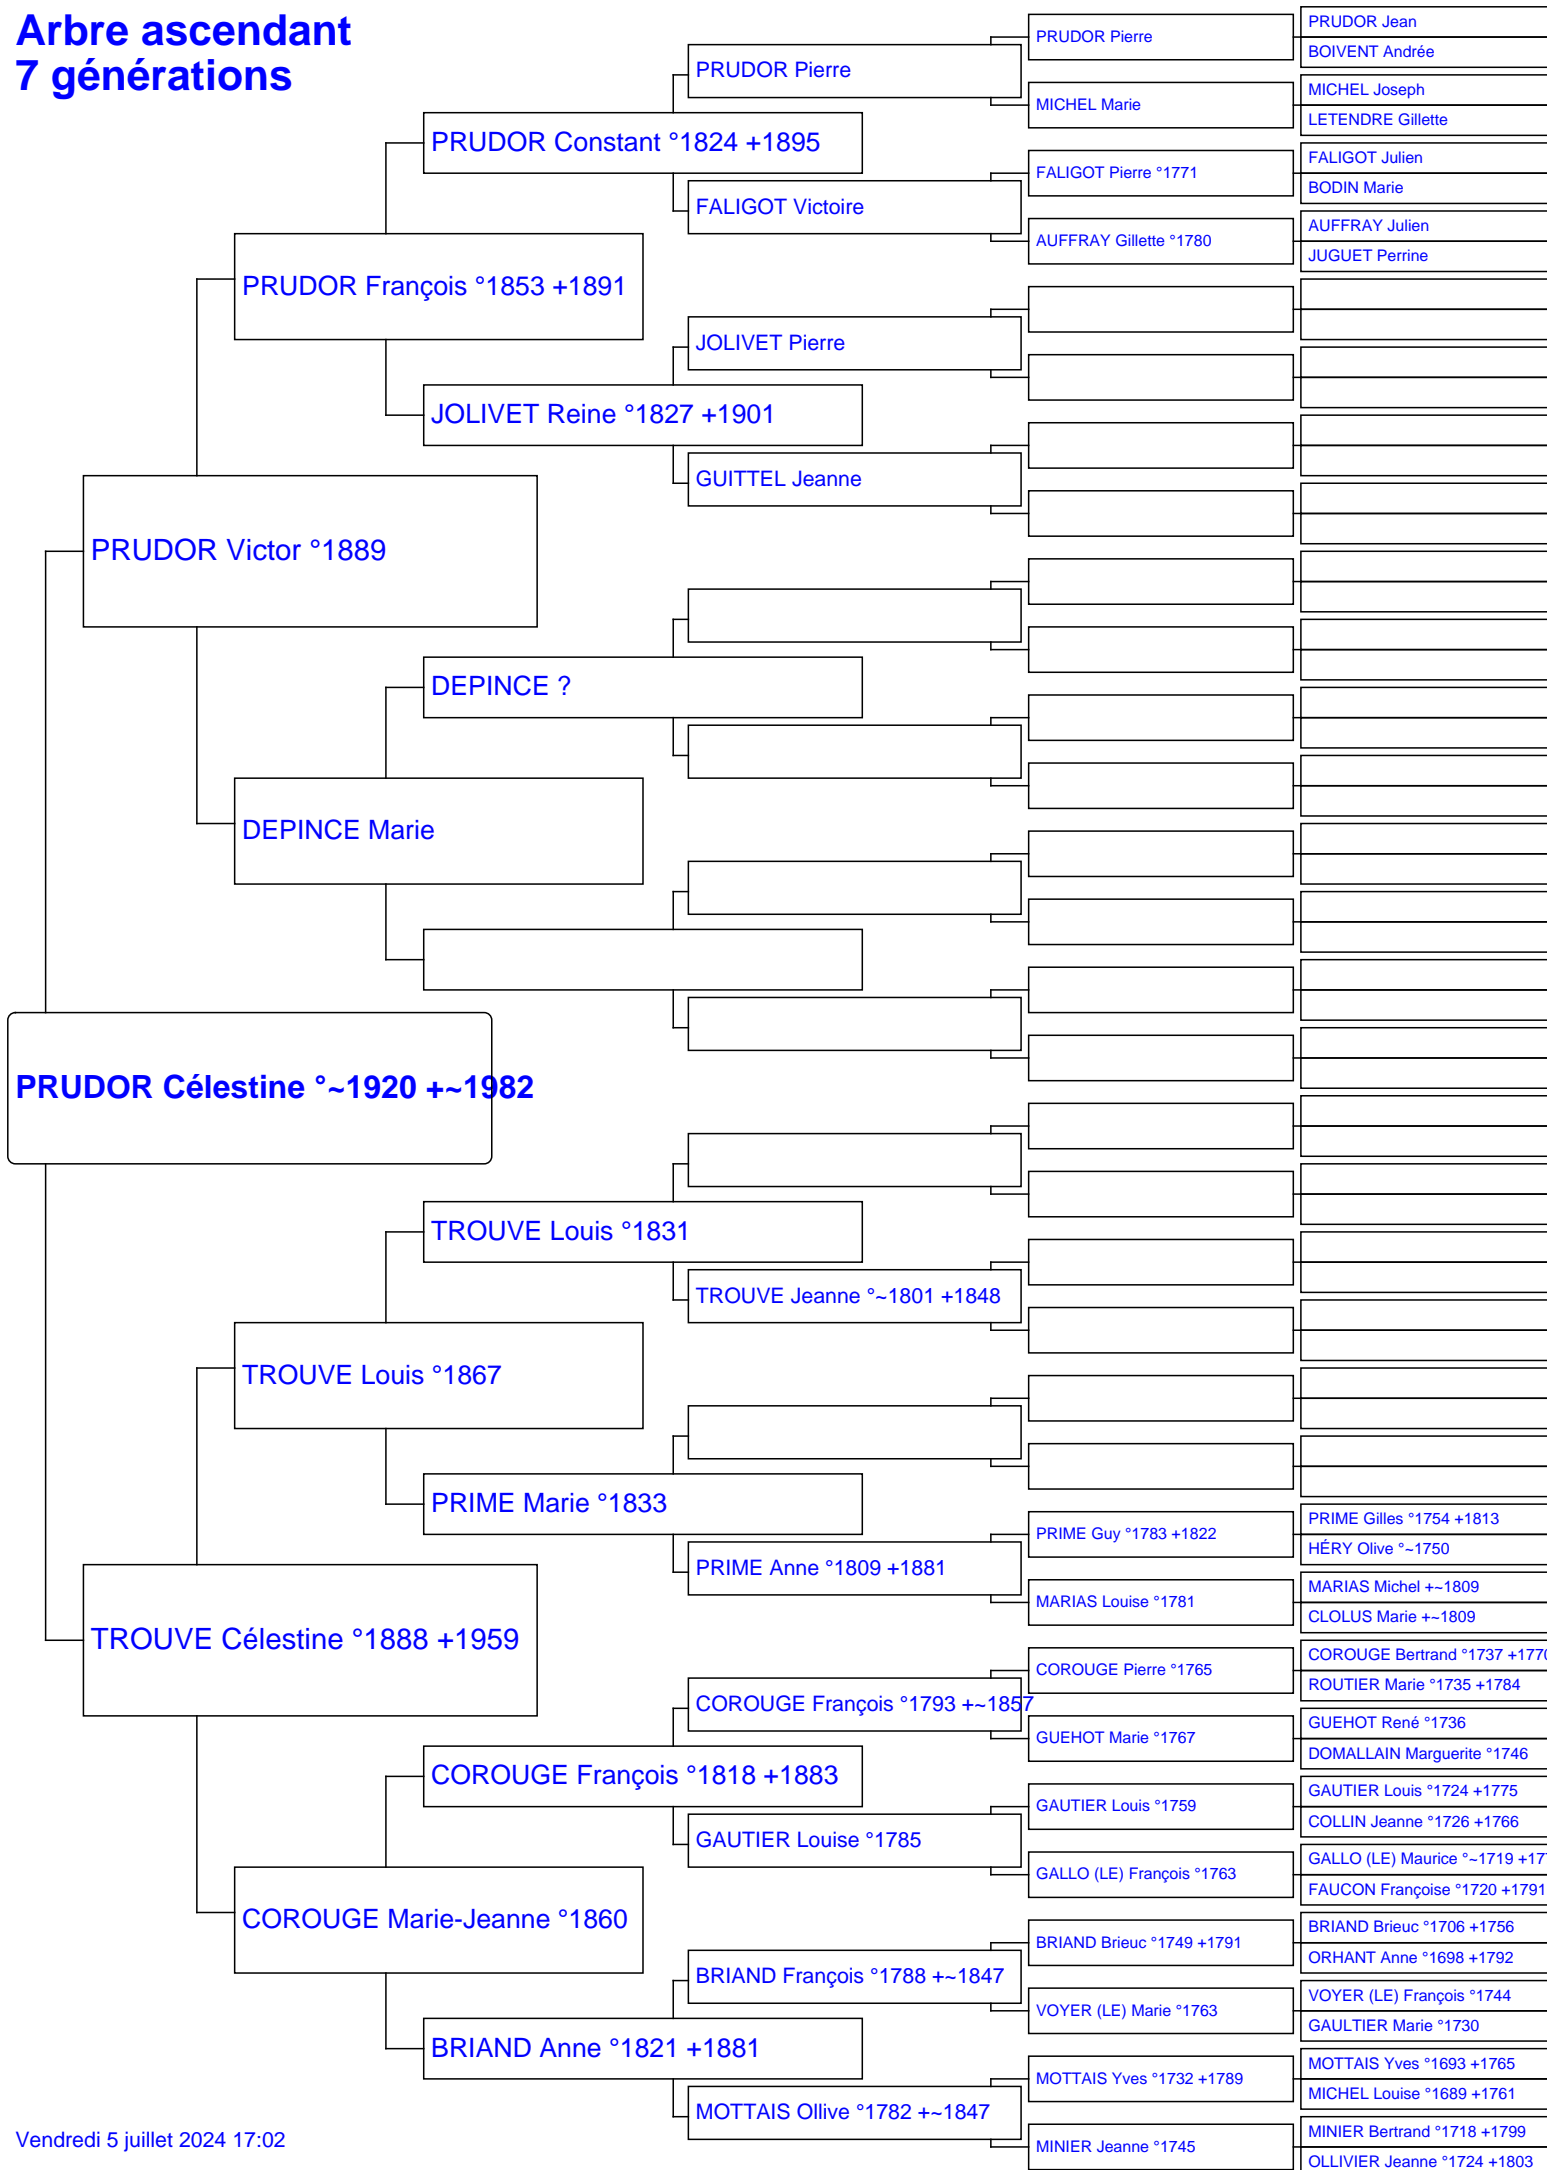 Arbre ascendant
7 générations
PRUDOR Célestine °~1920 +~1982
PRUDOR Victor °1889
TROUVE Célestine °1888 +1959
PRUDOR François °1853 +1891
DEPINCE Marie
TROUVE Louis °1867
COROUGE Marie-Jeanne °1860
PRUDOR Constant °1824 +1895
JOLIVET Reine °1827 +1901
DEPINCE ?
TROUVE Louis °1831
PRIME Marie °1833
COROUGE François °1818 +1883
BRIAND Anne °1821 +1881
PRUDOR Pierre
FALIGOT Victoire
JOLIVET Pierre
GUITTEL Jeanne
TROUVE Jeanne °~1801 +1848
PRIME Anne °1809 +1881
COROUGE François °1793 +~1857
GAUTIER Louise °1785
BRIAND François °1788 +~1847
MOTTAIS Ollive °1782 +~1847
PRUDOR Pierre
MICHEL Marie
FALIGOT Pierre °1771
AUFFRAY Gillette °1780
PRIME Guy °1783 +1822
MARIAS Louise °1781
COROUGE Pierre °1765
GUEHOT Marie °1767
GAUTIER Louis °1759
GALLO (LE) François °1763
BRIAND Brieuc °1749 +1791
VOYER (LE) Marie °1763
MOTTAIS Yves °1732 +1789
MINIER Jeanne °1745
PRUDOR Jean
BOIVENT Andrée
MICHEL Joseph
LETENDRE Gillette
FALIGOT Julien
BODIN Marie
AUFFRAY Julien
JUGUET Perrine
PRIME Gilles °1754 +1813
HÉRY Olive °~1750
MARIAS Michel +~1809
CLOLUS Marie +~1809
COROUGE Bertrand °1737 +1770
ROUTIER Marie °1735 +1784
GUEHOT René °1736
DOMALLAIN Marguerite °1746
GAUTIER Louis °1724 +1775
COLLIN Jeanne °1726 +1766
GALLO (LE) Maurice °~1719
FAUCON Françoise °1720 +1791
BRIAND Brieuc °1706 +1756
ORHANT Anne °1698 +1792
VOYER (LE) François °1744
GAULTIER Marie °1730
MOTTAIS Yves °1693 +1765
MICHEL Louise °1689 +1761
MINIER Bertrand °1718 +1799
OLLIVIER Jeanne °1724 +1803
Vendredi 5 juillet 2024 17:02